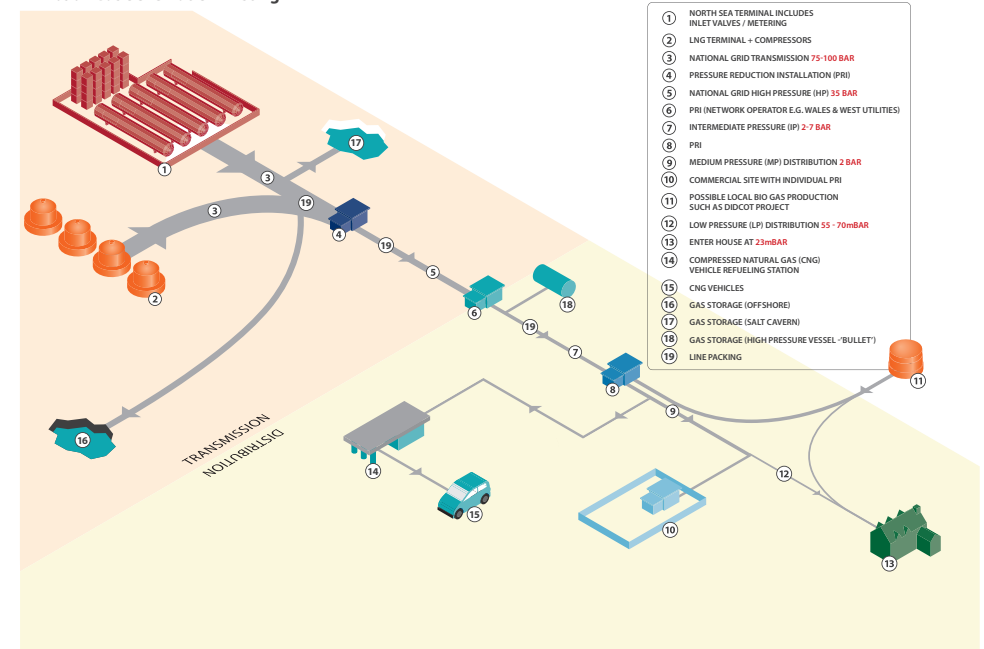 1 NORTH SEA TERMINAL INCLUDES
INLET VALVES / METERING
2 LNG TERMINAL + COMPRESSORS
3 NATIONAL GRID TRANSMISSION 75-100 BAR
4 PRESSURE REDUCTION INSTALLATION (PRI)
5 NATIONAL GRID HIGH PRESSURE (HP) 35 BAR
6 PRI (NETWORK OPERATOR E.G. WALES & WEST UTILITIES)
7 INTERMEDIATE PRESSURE (IP) 2-7 BAR
8 PRI
9 MEDIUM PRESSURE (MP) DISTRIBUTION 2 BAR
10 COMMERCIAL SITE WITH INDIVIDUAL PRI
11 POSSIBLE LOCAL BIO GAS PRODUCTION
SUCH AS DIDCOT PROJECT
12 LOW PRESSURE (LP) DISTRIBUTION 55 - 70mBAR
13 ENTER HOUSE AT 23mBAR
14 COMPRESSED NATURAL GAS (CNG)
VEHICLE REFUELING STATION
15 CNG VEHICLES
16 GAS STORAGE (OFFSHORE)
17 GAS STORAGE (SALT CAVERN)
18 GAS STORAGE (HIGH PRESSURE VESSEL -'BULLET')
19 LINE PACKING
1
17
3
19
3
4
19
5
2
6
18
19
7
8
11
9
16
TRANSMISSION
DISTRIBUTION
14
12
15
10
13